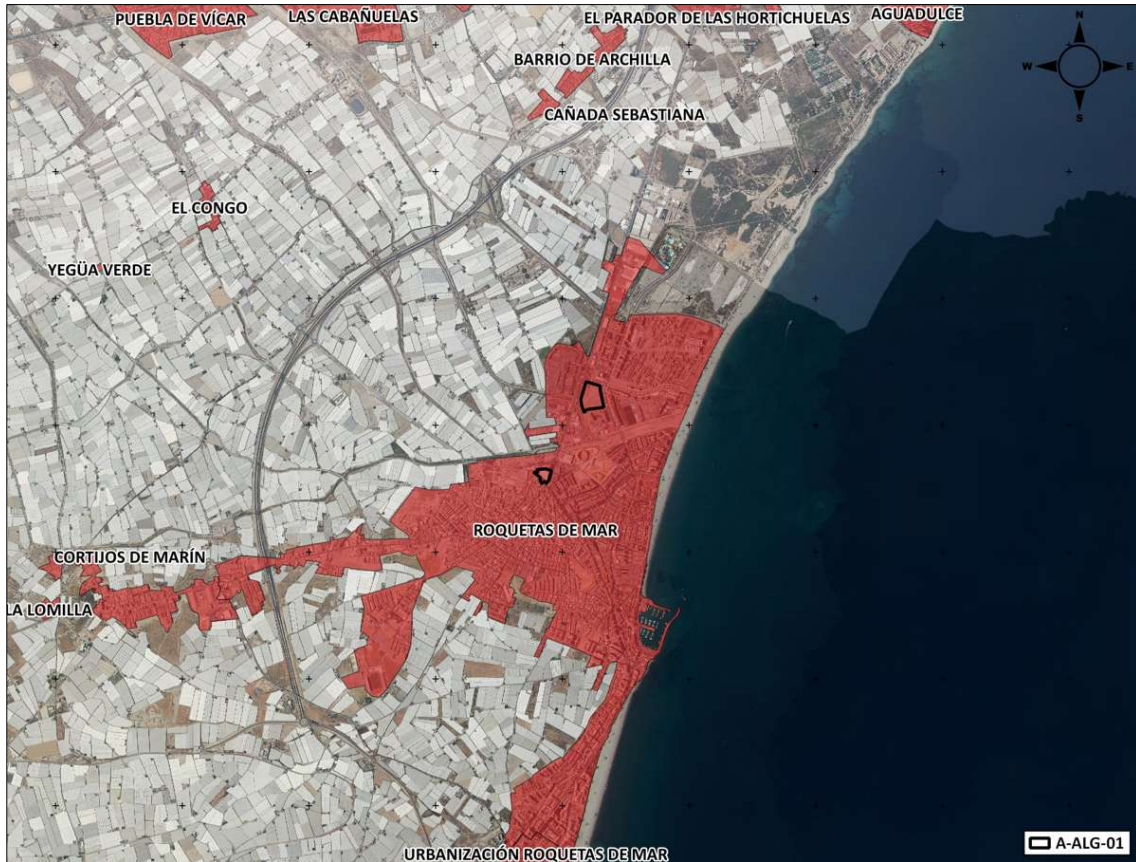 PUEBLA DE VÍCAR
LAS CABAÑUELAS
EL PARADOR DE LAS HORTICHUELAS
AGUADULCE
N
BARRIO DE ARCHILLA
W
E
CAÑADA SEBASTIANA
S
EL CONGO
YEGÜA VERDE
ROQUETAS DE MAR
CORTIJOS DE MARÍN
LA LOMILLA
A-ALG-01
URBANIZACIÓN ROQUETAS DE MAR